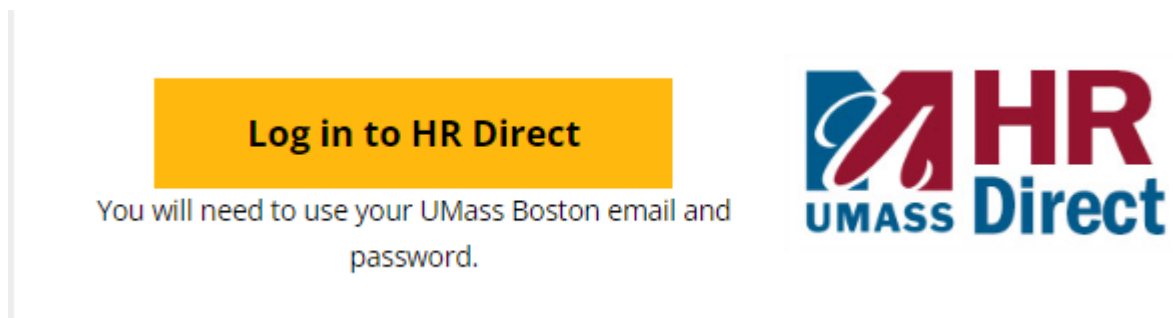 Log in to HR Direct
You will need to use your UMass Boston email and
password.
HR
UMASS Direct